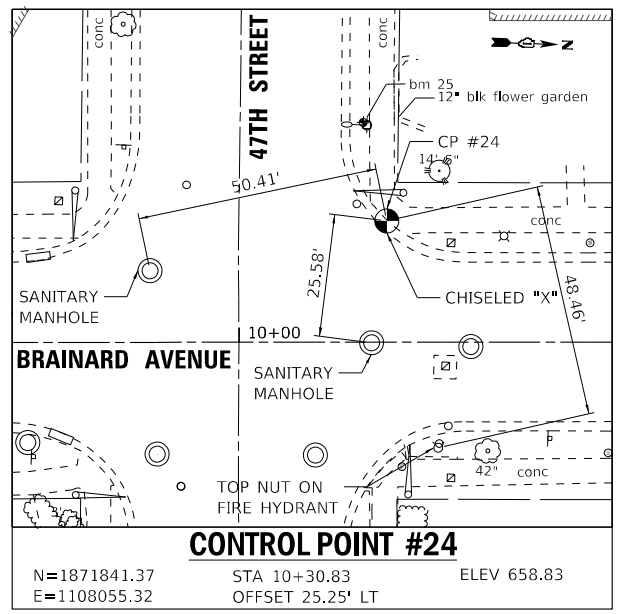 conc
47TH STREET
conc
N
bm 25
12" blk flower garden
CP #24
14' 5"
50.41'
conc
25.58'
48.46'
SANITARY
MANHOLE
CHISELED "X"
10+00
BRAINARD AVENUE
SANITARY
MANHOLE
TOP NUT ON
FIRE HYDRANT
42"
conc
CONTROL POINT #24
N=1871841.37
STA 10+30.83
ELEV 658.83
E=1108055.32
OFFSET 25.25' LT